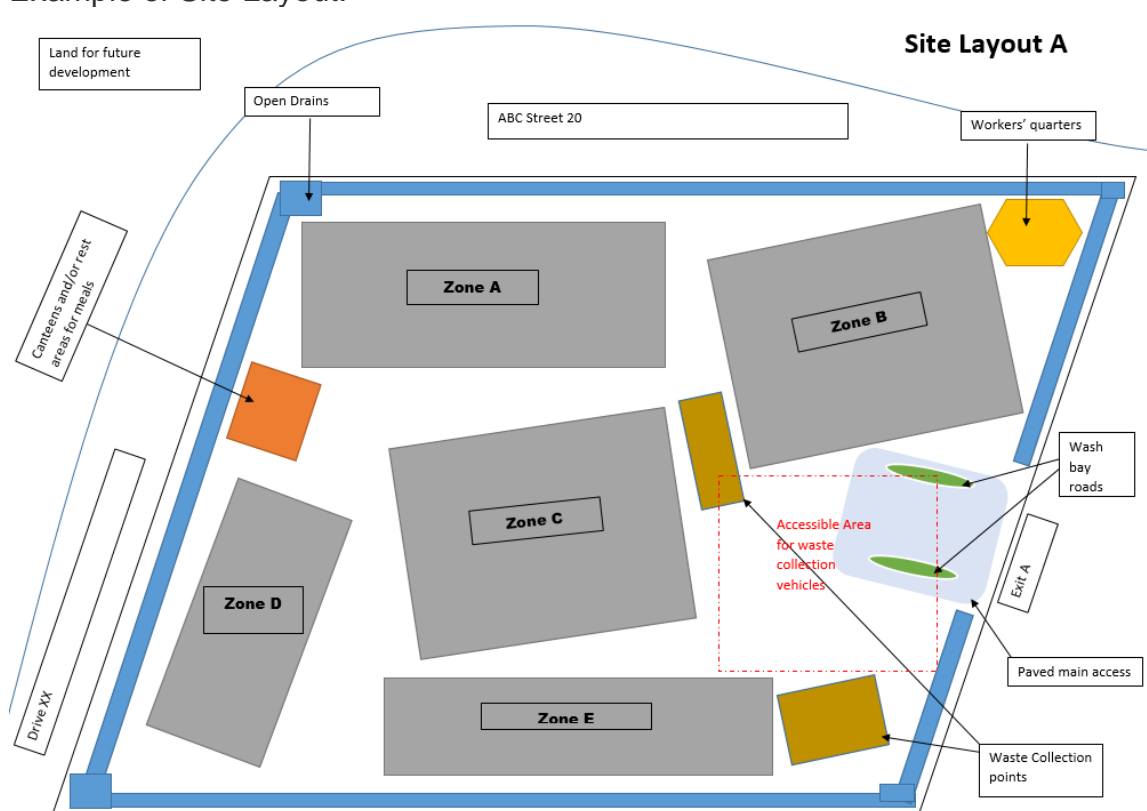 Example of Site Layout:
Site Layout A
Land for future
development
Open Drains
ABC Street 20
Workers' quarters
Canteens and/or rest
areas for meals
Zone A
Zone B
Wash
bay
roads
Zone C
Accessible Area
for waste
collection
vehicles
Exit A
Zone D
Paved main access
Drive XX
Zone E
Waste Collection
points